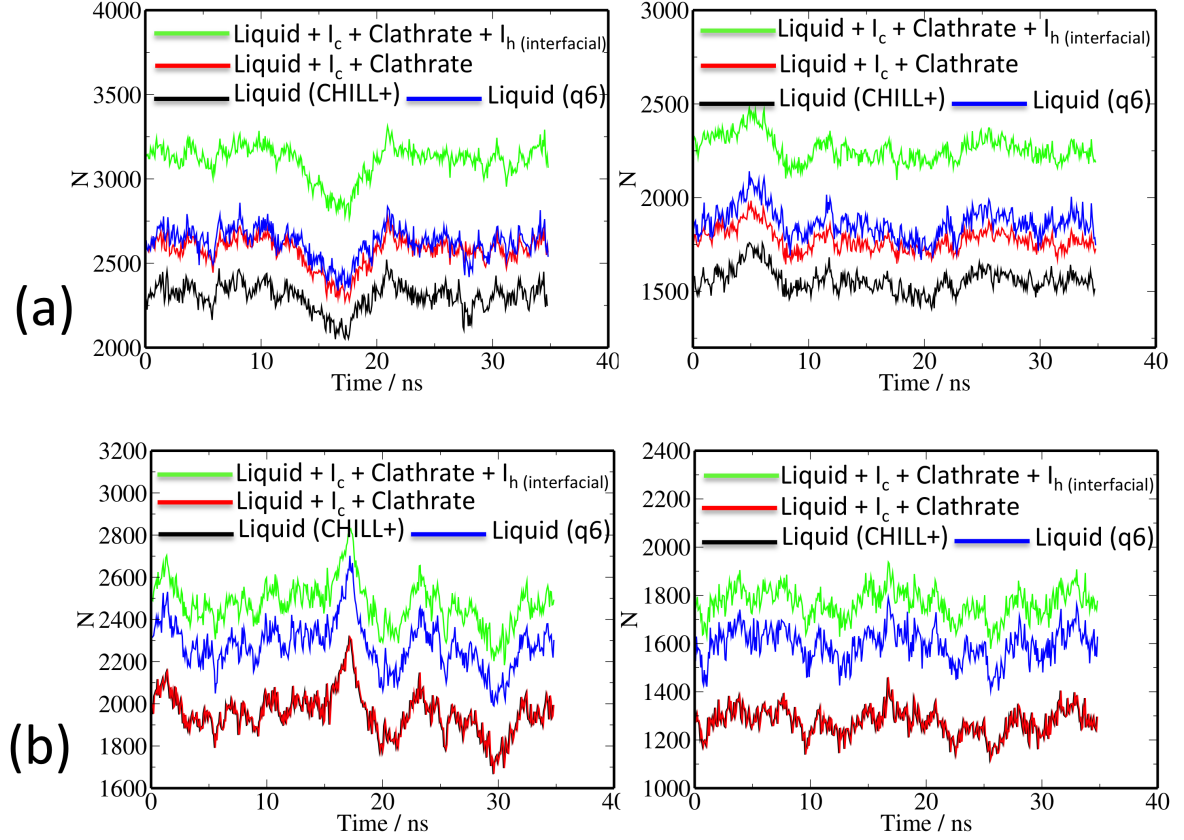 4000
3500
3000
2500
2000
N
Liquid + Ic + Clathrate + Ih (interfacial)
Liquid + Ic + Clathrate
Liquid (CHILL+) Liquid (q6)
0 10 20 30 40
Time / ns
3000
2500
2000
1500
N
Liquid + Ic + Clathrate + Ih (interfacial)
Liquid + Ic + Clathrate
Liquid (CHILL+) Liquid (q6)
0 10 20 30 40
Time / ns
(a)
3200
3000
2800
2600
2400
2200
2000
1800
1600
N
Liquid + Ic + Clathrate + Ih (interfacial)
Liquid + Ic + Clathrate
Liquid (CHILL+) Liquid (q6)
0 10 20 30 40
Time / ns
2400
2200
2000
1800
1600
1400
1200
1000
N
Liquid + Ic + Clathrate + Ih (interfacial)
Liquid + Ic + Clathrate
Liquid (CHILL+) Liquid (q6)
0 10 20 30 40
Time / ns
(b)